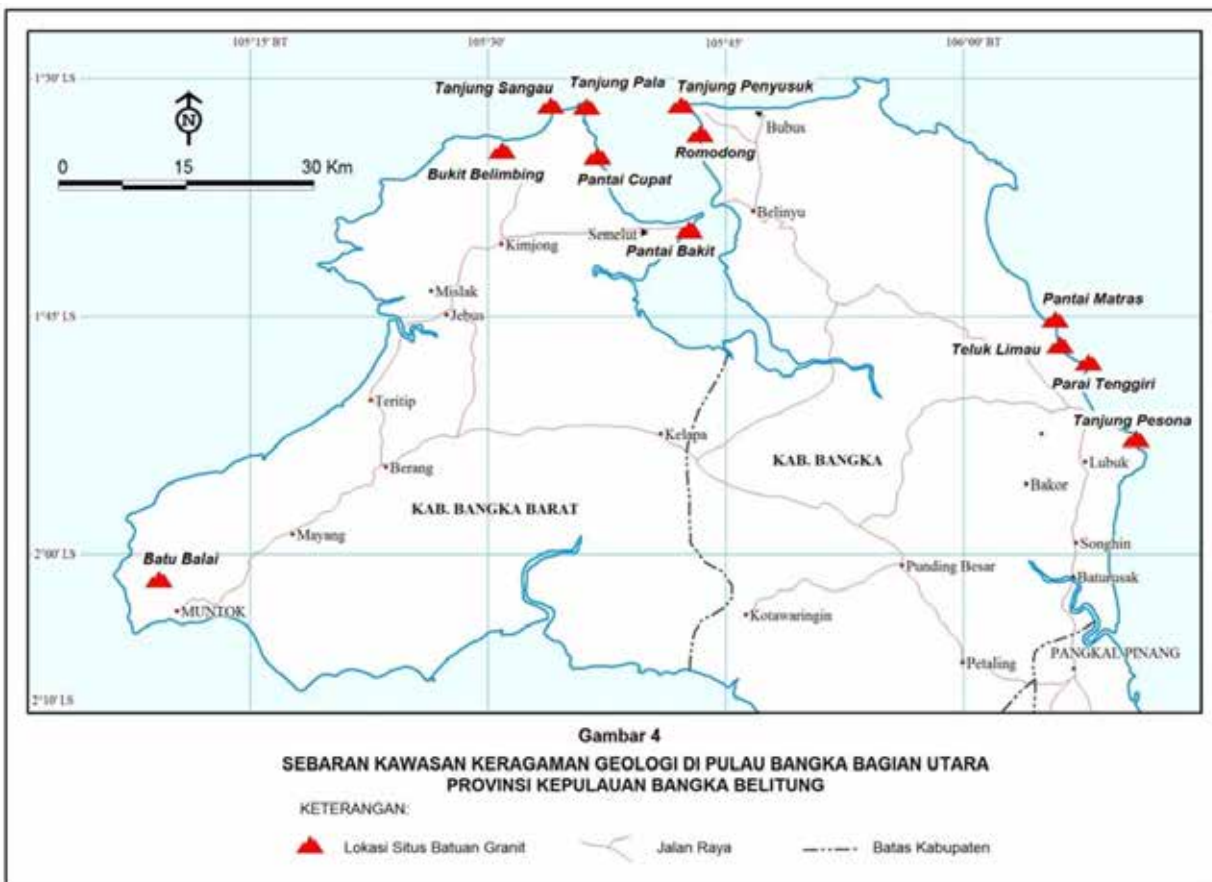 105°15' BT
105°30'
105°45'
106°00' BT
1°30' LS
Tanjung Sangau
Tanjung Pala
Tanjung Penyusuk
Bubus
N
0 15 30 Km
Bukit Belimbing
Pantai Cupat
Romodong
Belinyu
Kimjong
Semelut
Pantai Bakit
Mislak
Jebus
1°45' LS
Pantai Matras
Teluk Limau
Parai Tenggiri
Teritip
Tanjung Pesona
Kelapa
KAB. BANGKA
Lubuk
Berang
Bakor
KAB. BANGKA BARAT
Mayang
Songhin
2°00' LS
Batu Balai
Punding Besar
Baturusak
MUNTOK
Kotawaringin
Petaling
PANGKAL PINANG
2°10' LS
Gambar 4
SEBARAN KAWASAN KERAGAMAN GEOLOGI DI PULAU BANGKA BAGIAN UTARA
PROVINSI KEPULAUAN BANGKA BELITUNG
KETERANGAN:
Lokasi Situs Batuan Granit
Jalan Raya
Batas Kabupaten